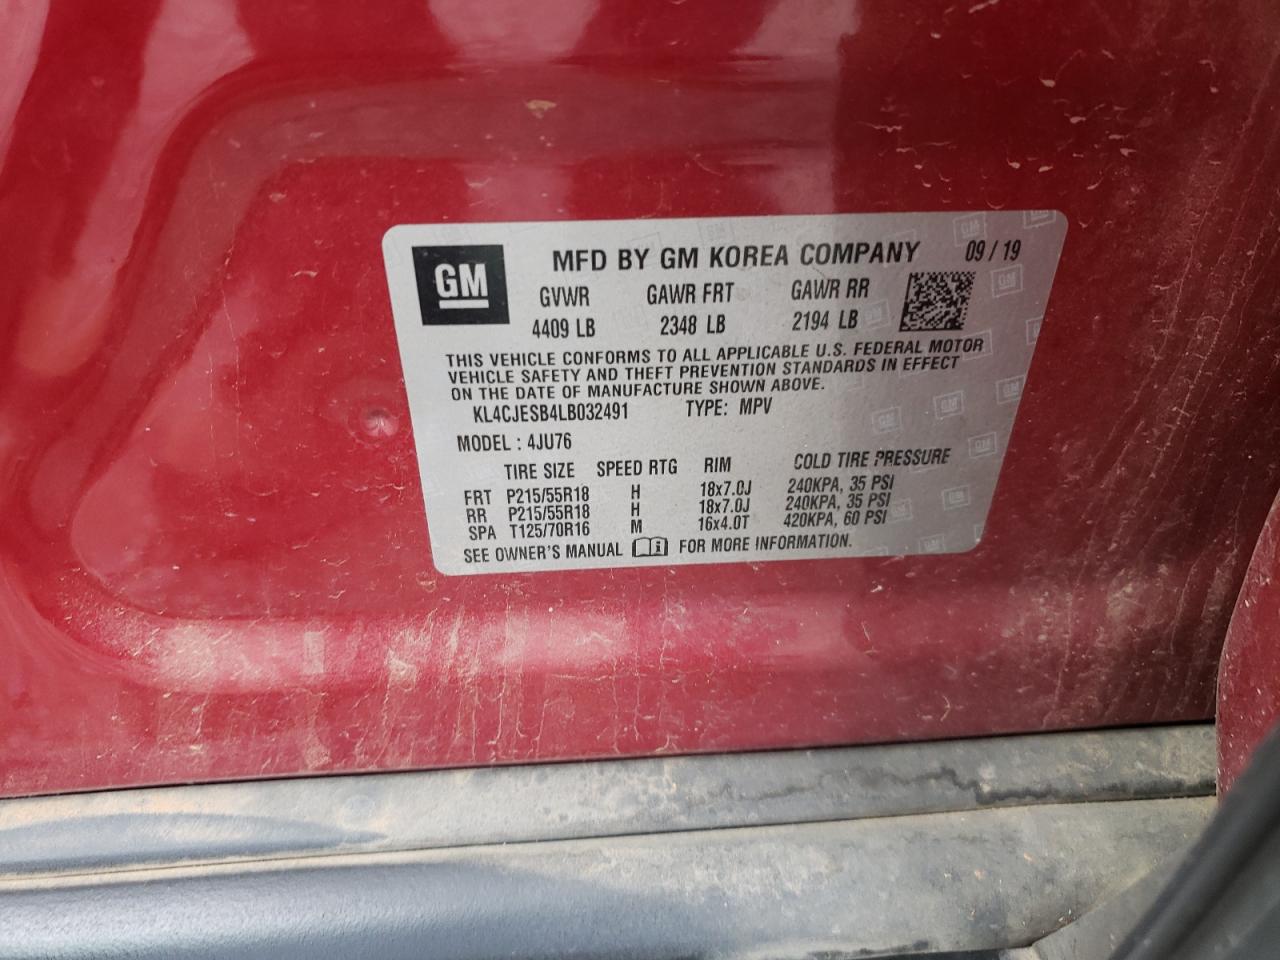 GM
MFD BY GM KOREA COMPANY 09 / 19
GVWR GAWR FRT GAWR RR
4409 LB 2348 LB 2194 LB
THIS VEHICLE CONFORMS TO ALL APPLICABLE U.S. FEDERAL MOTOR
VEHICLE SAFETY AND THEFT PREVENTION STANDARDS IN EFFECT
ON THE DATE OF MANUFACTURE SHOWN ABOVE.
KL4CJESB4LB032491 TYPE: MPV
MODEL : 4JU76
TIRE SIZE SPEED RTG RIM COLD TIRE PRESSURE
FRT P215/55R18 H 18x7.0J 240KPA, 35 PSI
RR P215/55R18 H 18x7.0J 240KPA, 35 PSI
SPA T125/70R16 M 16x4.0T 420KPA, 60 PSI
SEE OWNER'S MANUAL i FOR MORE INFORMATION.